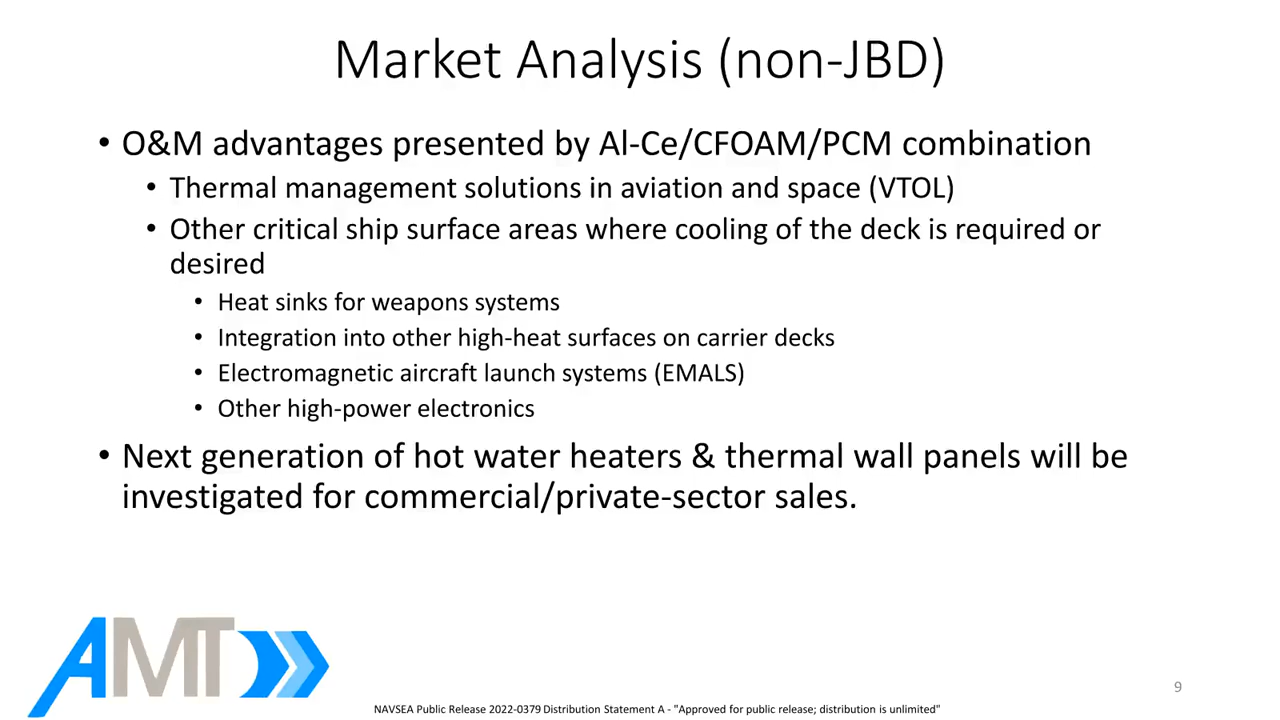 Market Analysis (non-JBD)
• O&M advantages presented by Al-Ce/CFOAM/PCM combination
• Thermal management solutions in aviation and space (VTOL)
• Other critical ship surface areas where cooling of the deck is required or
desired
• Heat sinks for weapons systems
• Integration into other high-heat surfaces on carrier decks
• Electromagnetic aircraft launch systems (EMALS)
• Other high-power electronics
• Next generation of hot water heaters & thermal wall panels will be
investigated for commercial/private-sector sales.
AMT
9
NAVSEA Public Release 2022-0379 Distribution Statement A - "Approved for public release; distribution is unlimited"